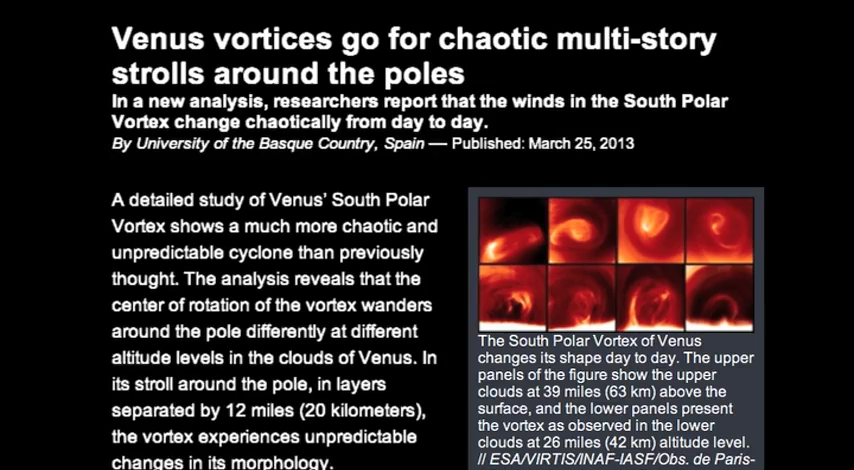 Venus vortices go for chaotic multi-story
strolls around the poles
In a new analysis, researchers report that the winds in the South Polar
Vortex change chaotically from day to day.
By University of the Basque Country, Spain — Published: March 25, 2013
A detailed study of Venus' South Polar
Vortex shows a much more chaotic and
unpredictable cyclone than previously
thought. The analysis reveals that the
center of rotation of the vortex wanders
around the pole differently at different
altitude levels in the clouds of Venus. In
its stroll around the pole, in layers
separated by 12 miles (20 kilometers),
the vortex experiences unpredictable
changes in its morphology.
The South Polar Vortex of Venus
changes its shape day to day. The upper
panels of the figure show the upper
clouds at 39 miles (63 km) above the
surface, and the lower panels present
the vortex as observed in the lower
clouds at 26 miles (42 km) altitude level.
// ESA/VIRTIS/INAF-IASF/Obs. de Paris-